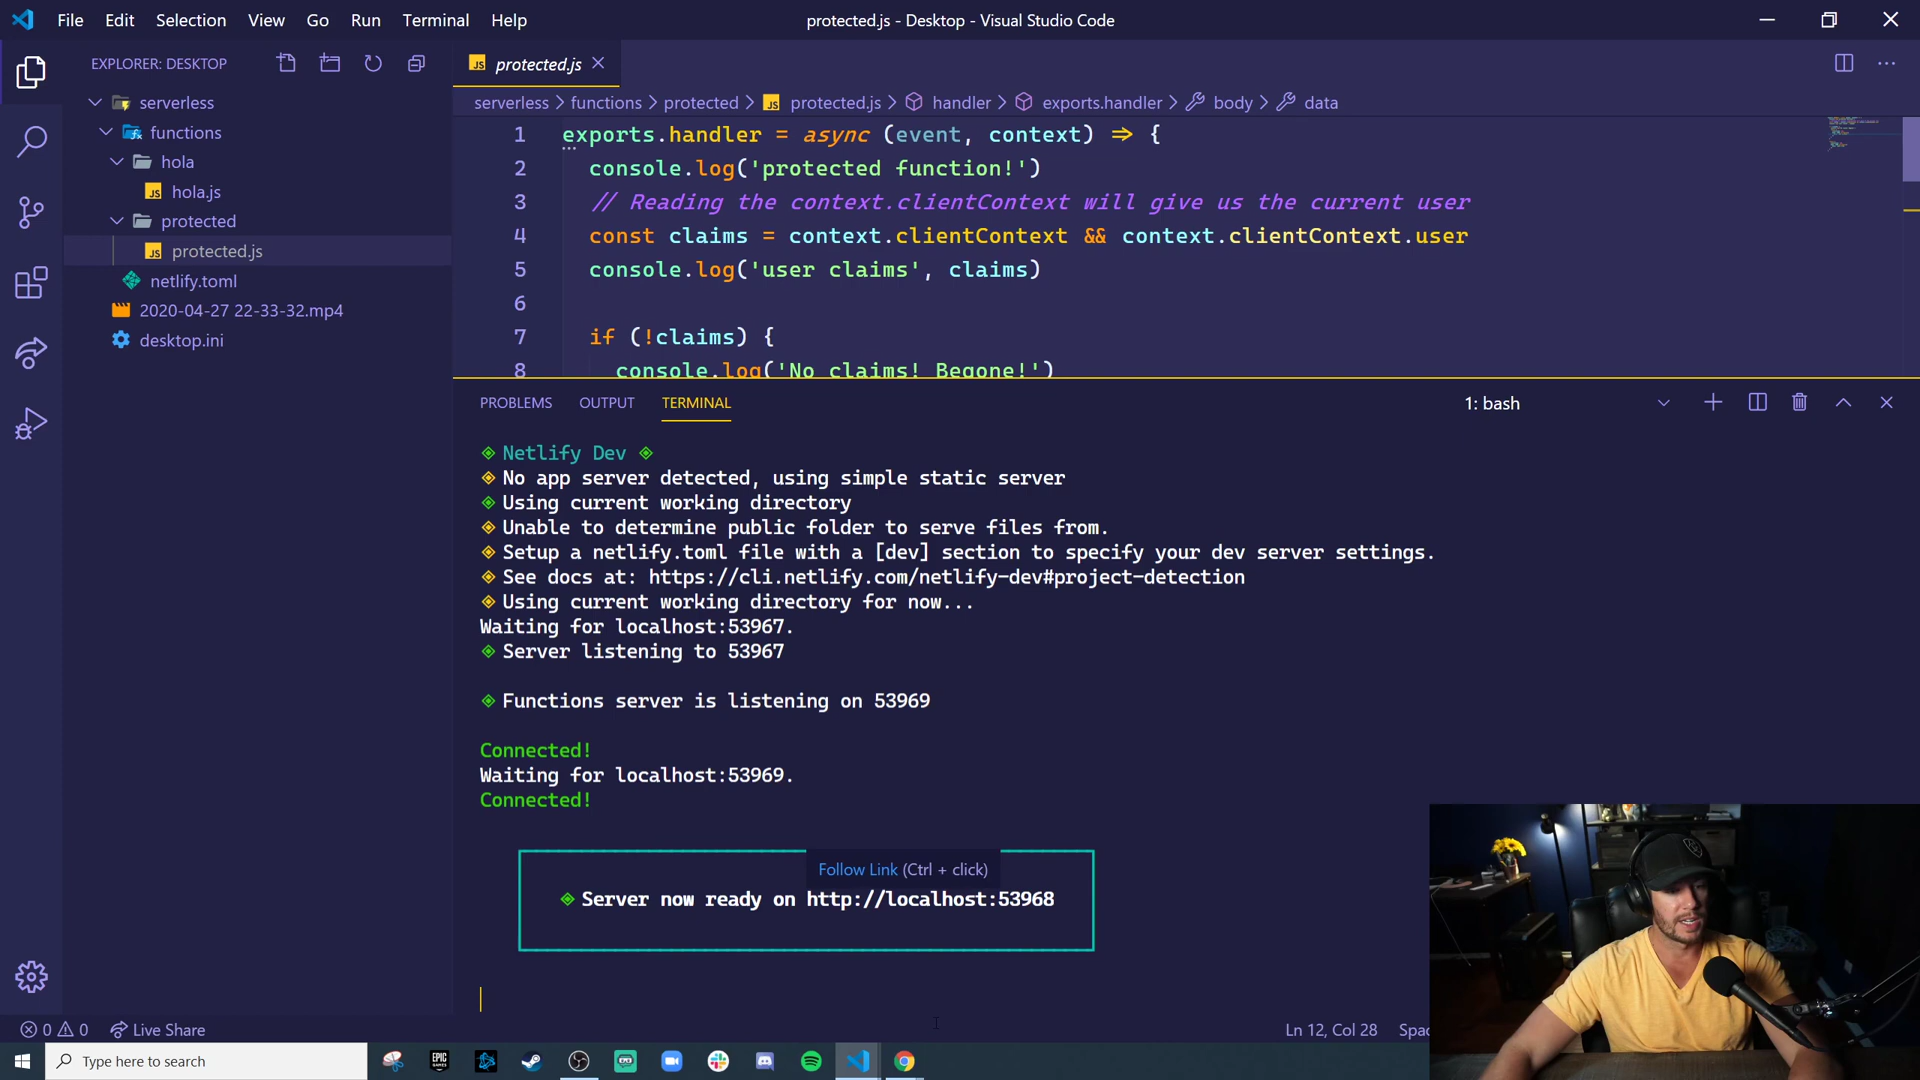 File Edit Selection View Go Run Terminal Help
protected.js - Desktop - Visual Studio Code
EXPLORER: DESKTOP
serverless
functions
hola
JS hola.js
protected
JS protected.js
netlify.toml
2020-04-27 22-33-32.mp4
desktop.ini
JS protected.js
serverless > functions > protected > JS protected.js > handler > exports.handler > body > data
1 exports.handler = async (event, context) => {
2 console.log('protected function!')
3 // Reading the context.clientContext will give us the current user
4 const claims = context.clientContext && context.clientContext.user
5 console.log('user claims', claims)
6
7 if (!claims) {
8 console.log('No claims! Begone!')
PROBLEMS OUTPUT TERMINAL
1: bash
Netlify Dev
No app server detected, using simple static server
Using current working directory
Unable to determine public folder to serve files from.
Setup a netlify.toml file with a [dev] section to specify your dev server settings.
See docs at: https://cli.netlify.com/netlify-dev#project-detection
Using current working directory for now...
Waiting for localhost:53967.
Server listening to 53967
Functions server is listening on 53969
Connected!
Waiting for localhost:53969.
Connected!
Follow Link (Ctrl + click)
Server now ready on http://localhost:53968
0 0 Live Share
Ln 12, Col 28 Spac
Type here to search
EPIC GAMES